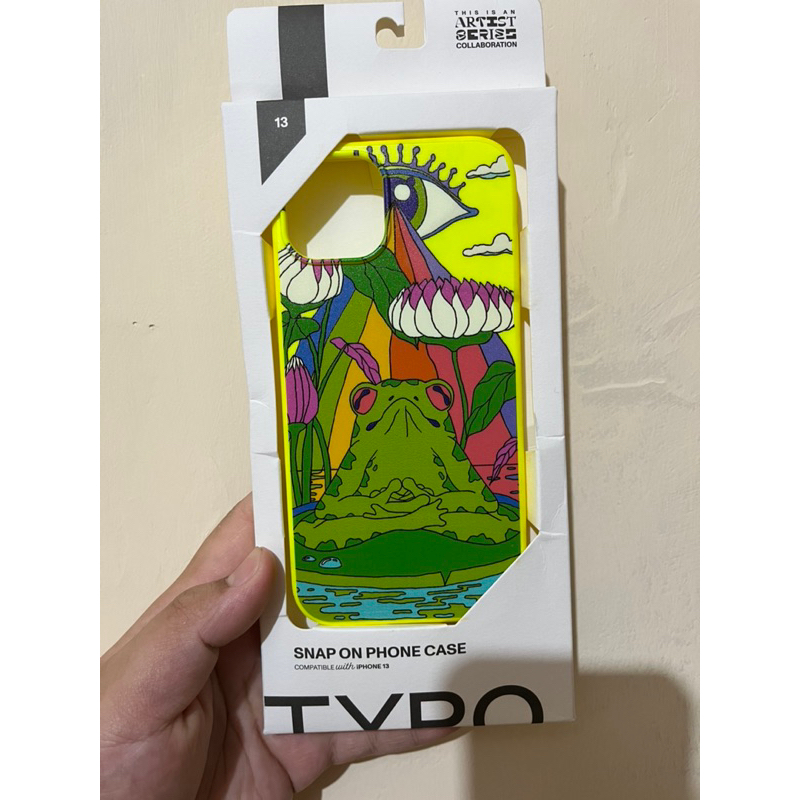 THIS IS AN
ARTIST
SERIES
COLLABORATION
13
SNAP ON PHONE CASE
COMPATIBLE with iPHONE 13
TYPO